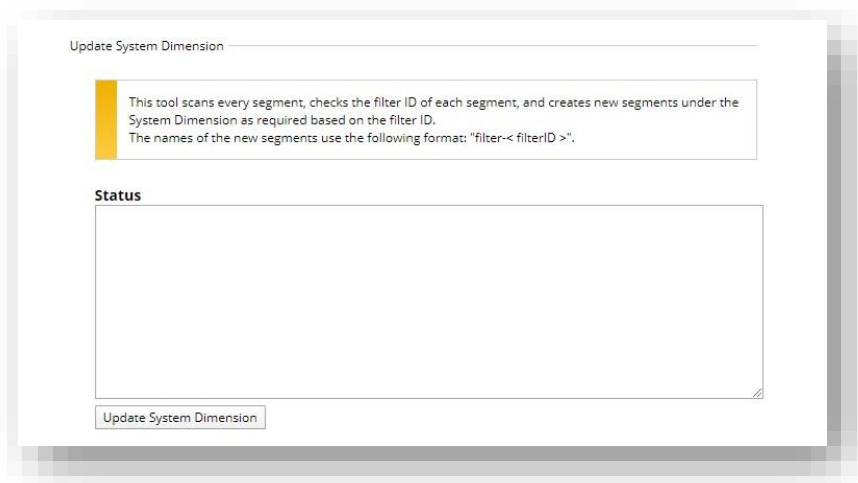 Update System Dimension
This tool scans every segment, checks the filter ID of each segment, and creates new segments under the
System Dimension as required based on the filter ID.
The names of the new segments use the following format: "filter-< filterID >".
Status
Update System Dimension